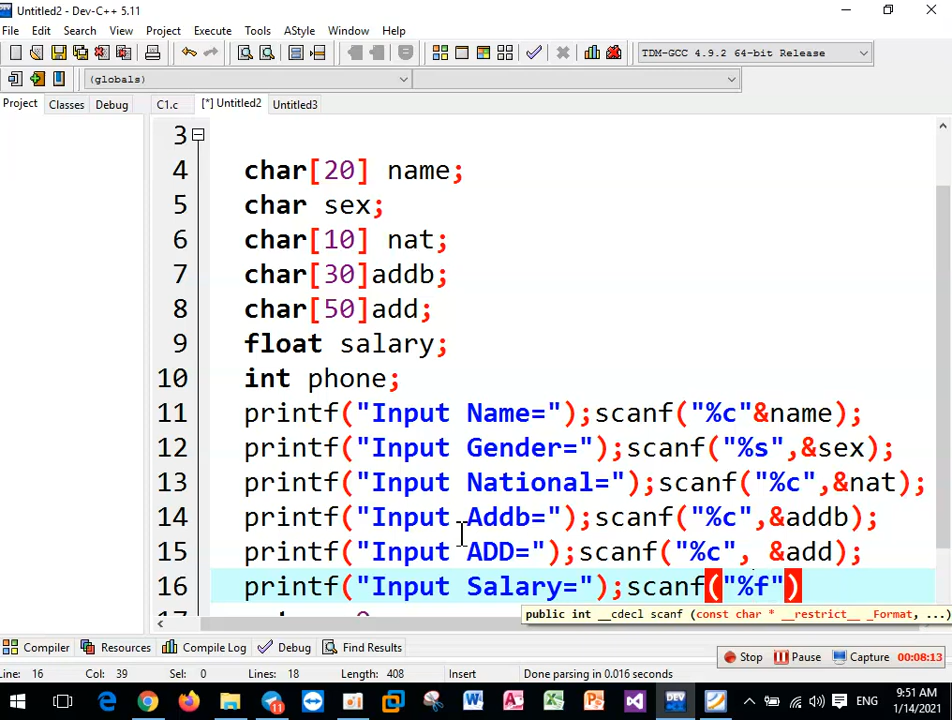 Untitled2 - Dev-C++ 5.11
File Edit Search View Project Execute Tools AStyle Window Help
TDM-GCC 4.9.2 64-bit Release
(globals)
Project Classes Debug C1.c [*] Untitled2 Untitled3
3
4 char[20] name;
5 char sex;
6 char[10] nat;
7 char[30]addb;
8 char[50]add;
9 float salary;
10 int phone;
11 printf("Input Name=");scanf("%c"&name);
12 printf("Input Gender=");scanf("%s",&sex);
13 printf("Input National=");scanf("%c",&nat);
14 printf("Input Addb=");scanf("%c",&addb);
15 printf("Input ADD=");scanf("%c", &add);
16 printf("Input Salary=");scanf("%f")
public int __cdecl scanf (const char * __restrict__ _Format, ...)
Compiler Resources Compile Log Debug Find Results
Stop Pause Capture 00:08:13
Line: 16 Col: 39 Sel: 0 Lines: 18 Length: 408 Insert Done parsing in 0.016 seconds
11 DEV ENG 9:51 AM
1/14/2021